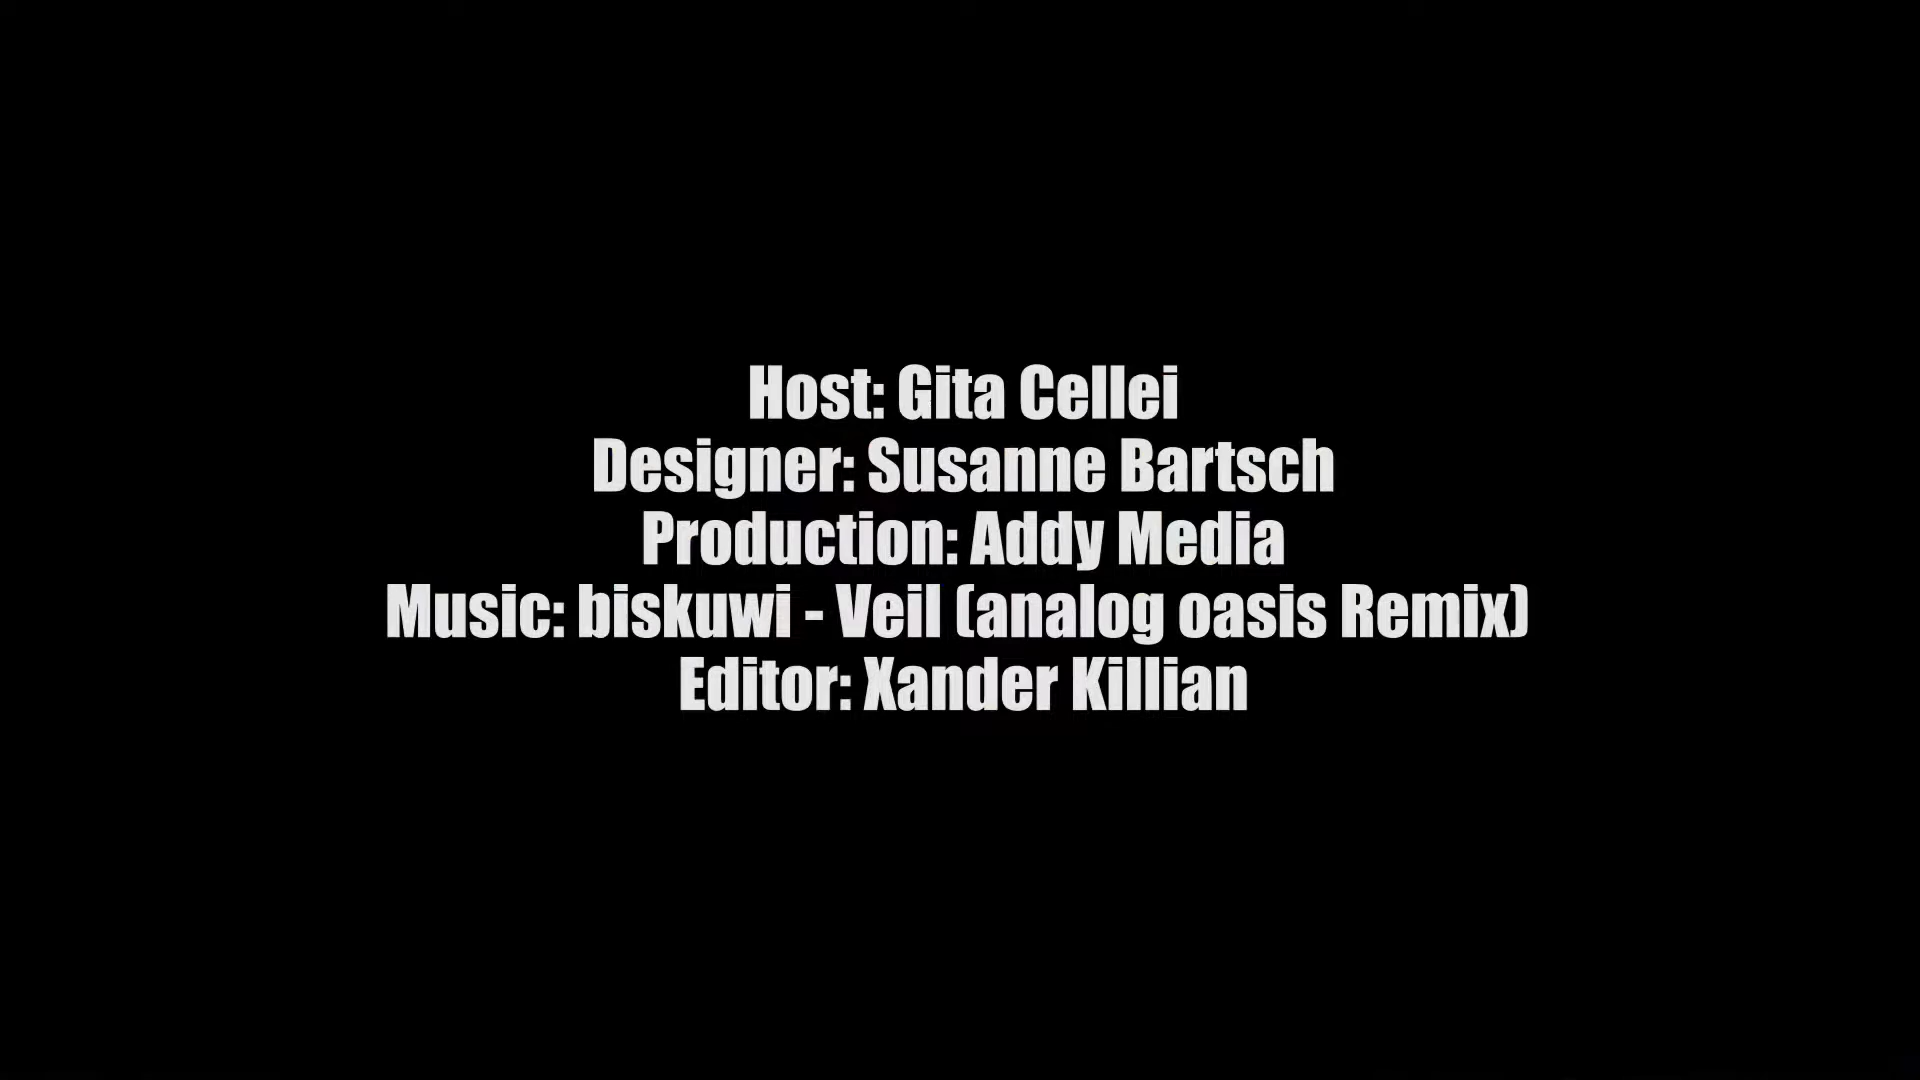 Host: Gita Cellei
Designer: Susanne Bartsch
Production: Addy Media
Music: biskuwi - Veil (analog oasis Remix)
Editor: Xander Killian